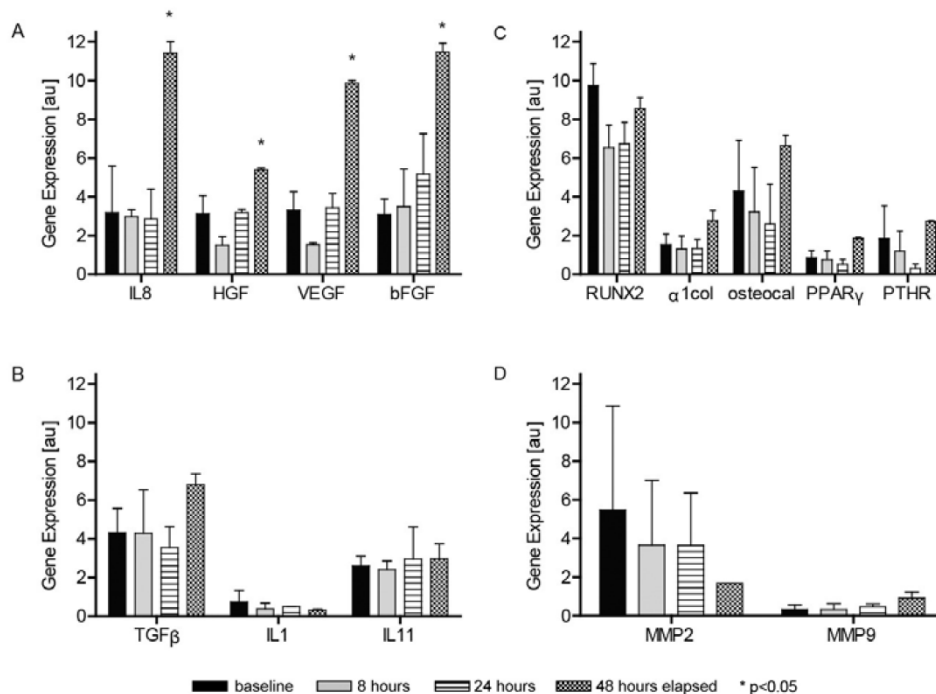 A
Gene Expression [au]
12
10
8
6
4
2
0
*
*
*
*
IL8 HGF VEGF bFGF
C
Gene Expression [au]
12
10
8
6
4
2
0
RUNX2 α1col osteocal PPARγ PTHR
B
Gene Expression [au]
12
10
8
6
4
2
0
TGFβ IL1 IL11
D
Gene Expression [au]
12
10
8
6
4
2
0
MMP2 MMP9
baseline 8 hours 24 hours 48 hours elapsed * p<0.05